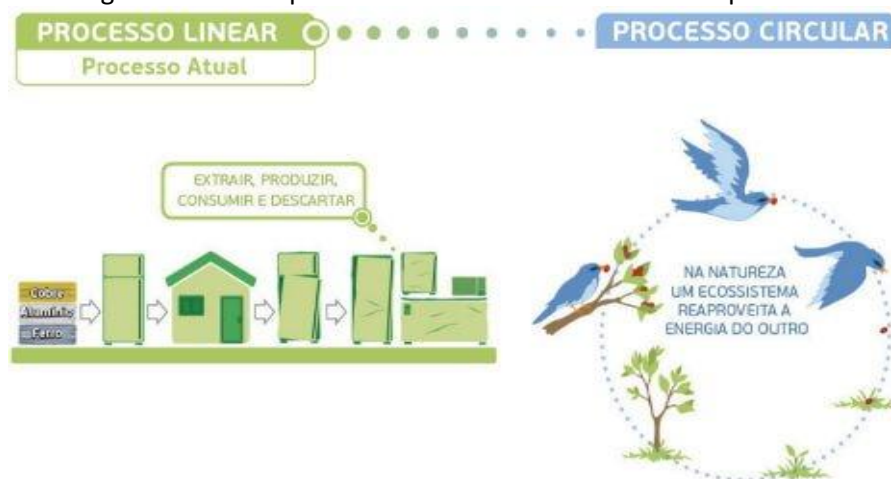 PROCESSO LINEAR
PROCESSO CIRCULAR
Processo Atual
EXTRAIR, PRODUZIR,
CONSUMIR E DESCARTAR
Cobre
Alumínio
Ferro
NA NATUREZA
UM ECOSSISTEMA
REAPROVEITA A
ENERGIA DO OUTRO